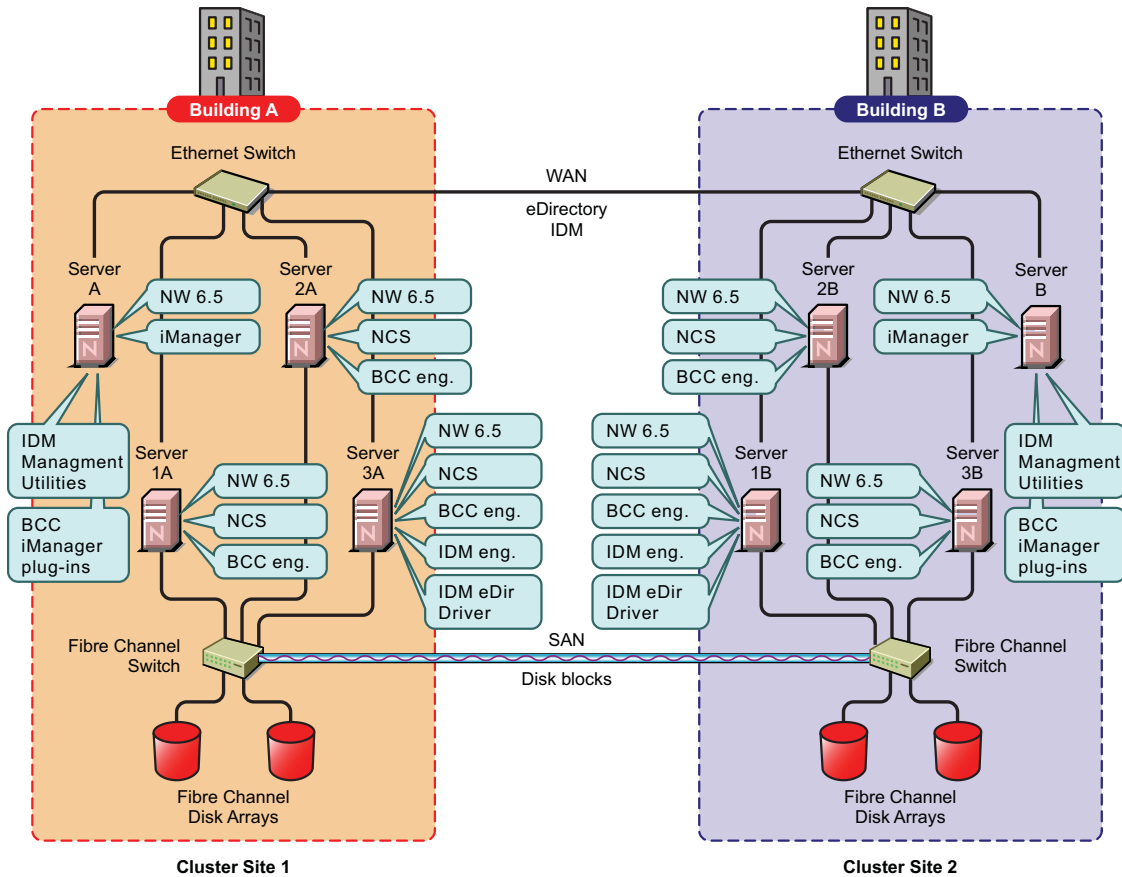 Building A
Ethernet Switch
Server
A
NW 6.5
iManager
Server
2A
NW 6.5
NCS
BCC eng.
IDM
Managment
Utilities
BCC
iManager
plug-ins
Server
1A
NW 6.5
NCS
BCC eng.
Server
3A
NW 6.5
NCS
BCC eng.
IDM eng.
IDM eDir
Driver
Fibre Channel
Switch
Fibre Channel
Disk Arrays
Cluster Site 1
WAN
eDirectory
IDM
SAN
Disk blocks
Building B
Ethernet Switch
Server
2B
NW 6.5
NCS
BCC eng.
Server
B
NW 6.5
iManager
NW 6.5
NCS
BCC eng.
IDM eng.
IDM eDir
Driver
Server
1B
NW 6.5
NCS
BCC eng.
Server
3B
IDM
Managment
Utilities
BCC
iManager
plug-ins
Fibre Channel
Switch
Fibre Channel
Disk Arrays
Cluster Site 2
N
N
N
N
N
N
N
N